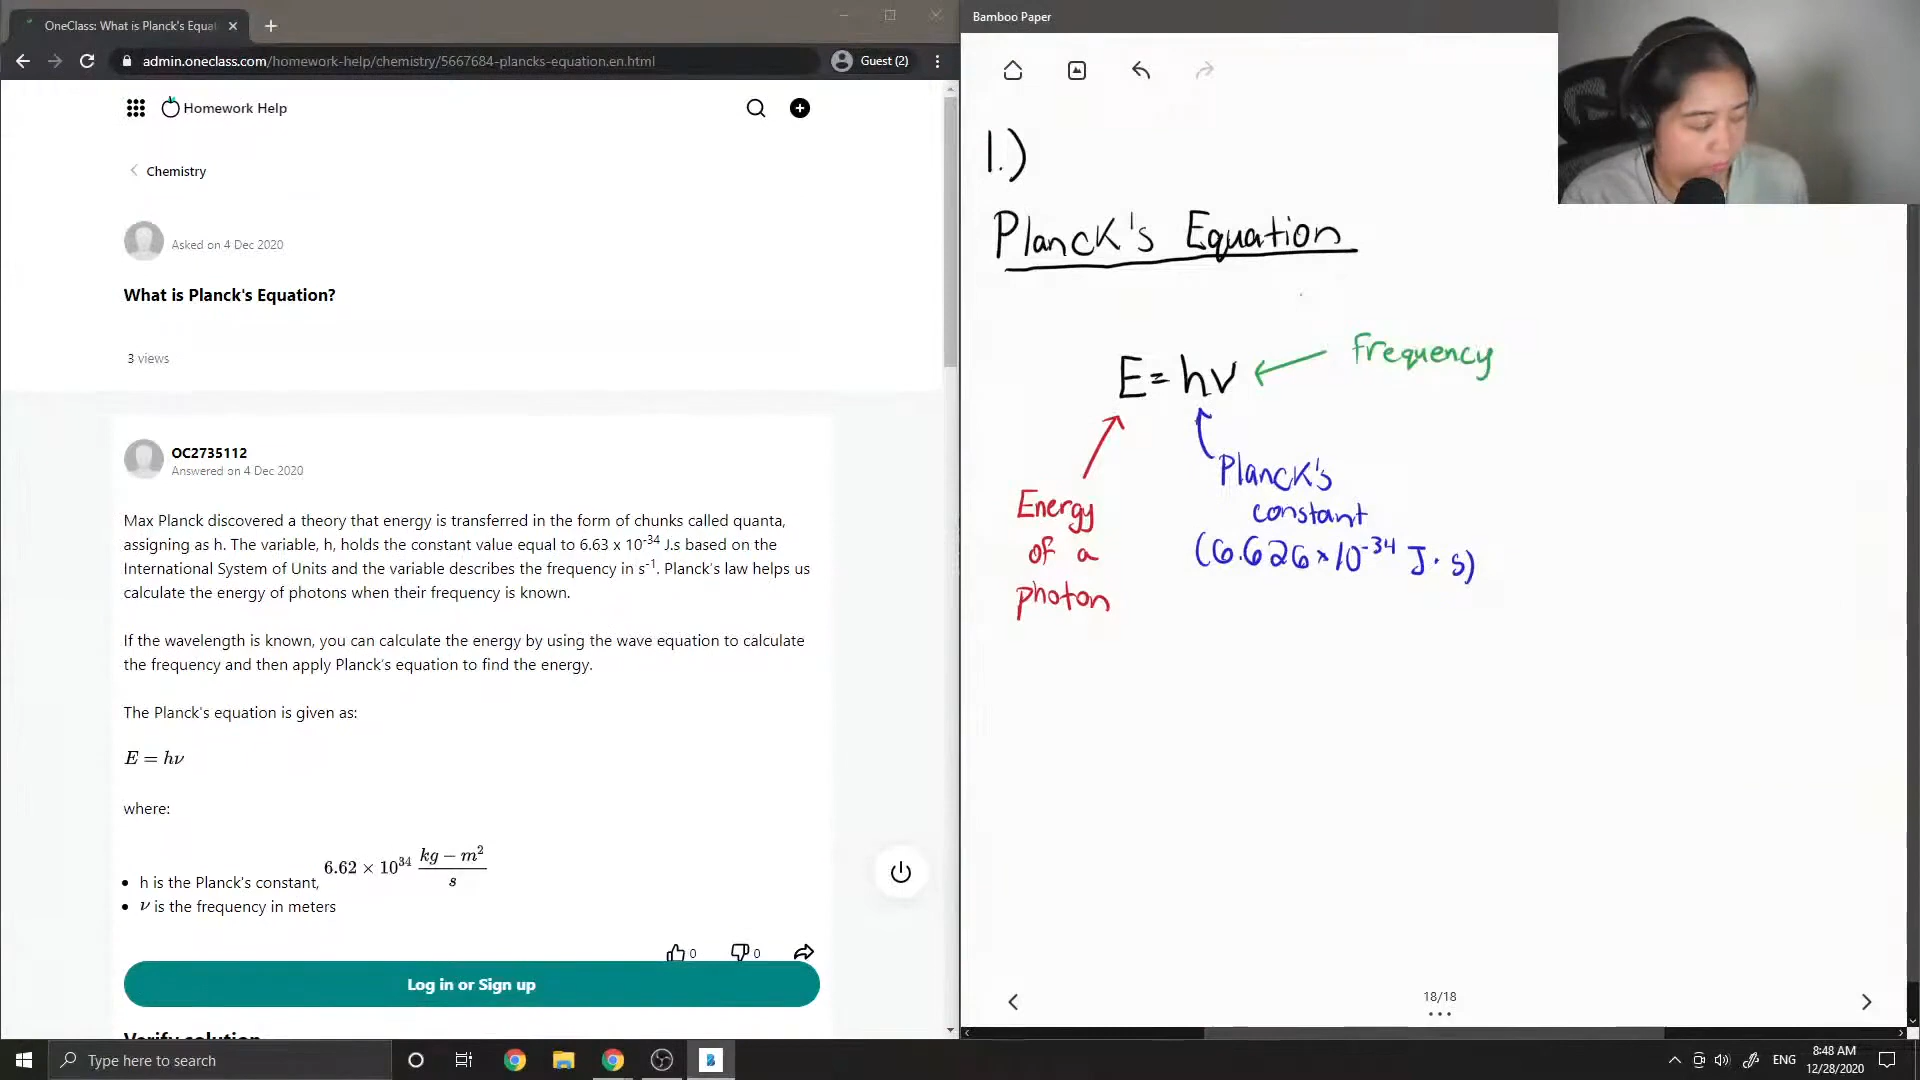 OneClass: What is Planck's Equat
Bamboo Paper
admin.oneclass.com/homework-help/chemistry/5667684-plancks-equation.en.html
Guest (2)
Homework Help
Chemistry
Asked on 4 Dec 2020
What is Planck's Equation?
3 views
OC2735112
Answered on 4 Dec 2020
Max Planck discovered a theory that energy is transferred in the form of chunks called quanta,
assigning as h. The variable, h, holds the constant value equal to 6.63 x 10⁻³⁴ J.s based on the
International System of Units and the variable describes the frequency in s⁻¹. Planck's law helps us
calculate the energy of photons when their frequency is known.
If the wavelength is known, you can calculate the energy by using the wave equation to calculate
the frequency and then apply Planck's equation to find the energy.
The Planck's equation is given as:
E = hν
where:
h is the Planck's constant, 6.62 × 10³⁴ kg − m² / s
ν is the frequency in meters
0
0
Log in or Sign up
Verify solution
1.)
Planck's Equation
E = hν
frequency
Planck's
constant
(6.626×10⁻³⁴ J·s)
Energy
of a
photon
18/18
Type here to search
ENG
8:48 AM
12/28/2020